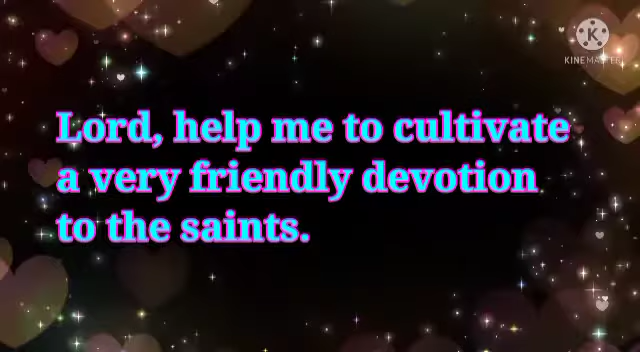 KINEMASTER
Lord, help me to cultivate
a very friendly devotion
to the saints.